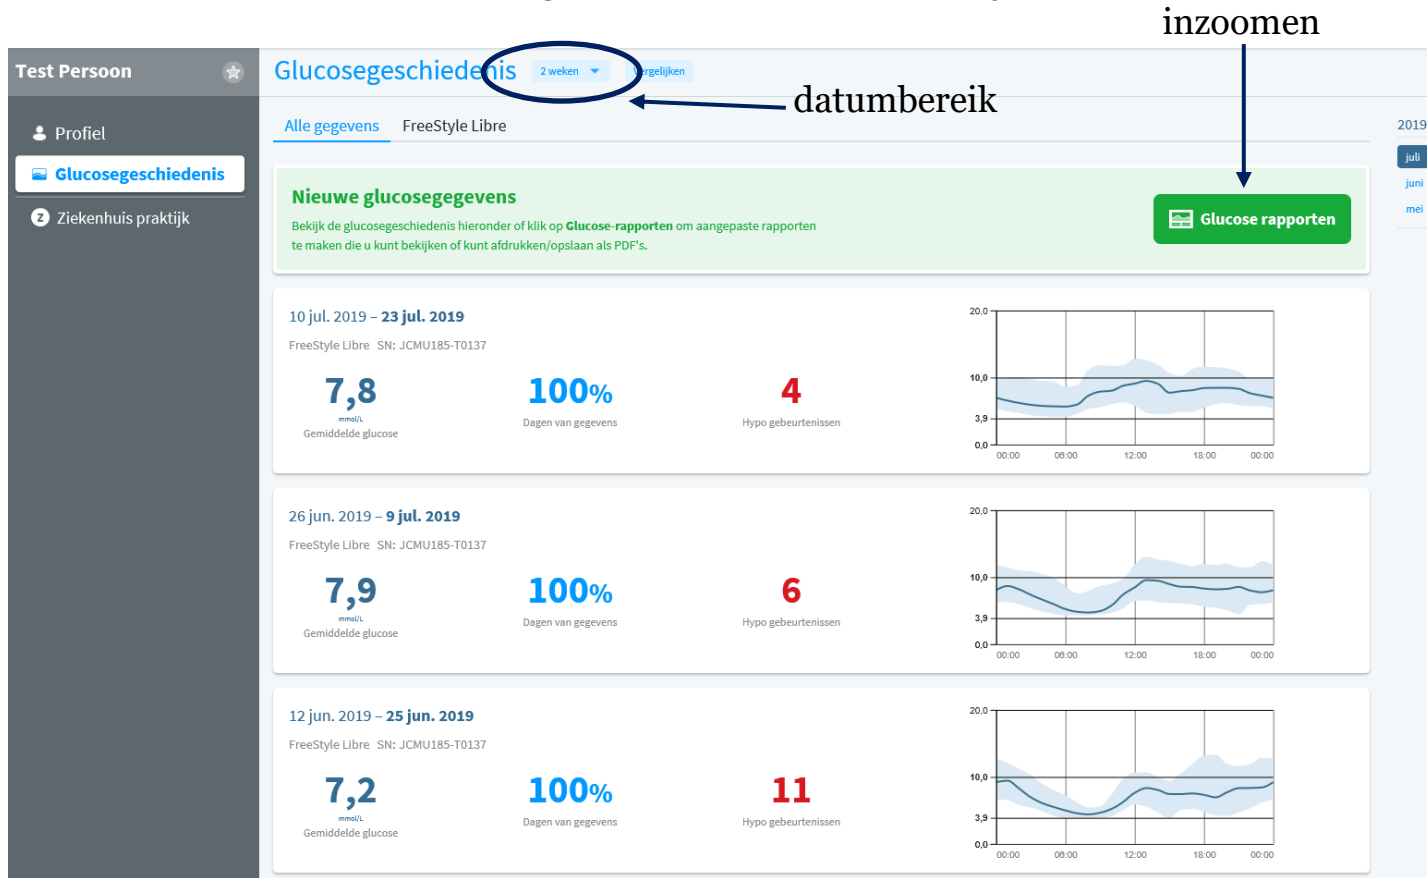 inzoomen
Test Persoon
Glucosegeschiedenis
2 weken
Vergelijken
datumbereik
Profiel
Glucosegeschiedenis
Z Ziekenhuis praktijk
Alle gegevens FreeStyle Libre
2019
juli
juni
mei
Nieuwe glucosegegevens
Bekijk de glucosegeschiedenis hieronder of klik op Glucose-rapporten om aangepaste rapporten
te maken die u kunt bekijken of kunt afdrukken/opslaan als PDF's.
Glucose rapporten
10 jul. 2019 – 23 jul. 2019
FreeStyle Libre SN: JCMU185-T0137
7,8
mmol/L
Gemiddelde glucose
100%
Dagen van gegevens
4
Hypo gebeurtenissen
20,0
10,0
3,9
0,0
00:00 06:00 12:00 18:00 00:00
26 jun. 2019 – 9 jul. 2019
FreeStyle Libre SN: JCMU185-T0137
7,9
mmol/L
Gemiddelde glucose
100%
Dagen van gegevens
6
Hypo gebeurtenissen
20,0
10,0
3,9
0,0
00:00 06:00 12:00 18:00 00:00
12 jun. 2019 – 25 jun. 2019
FreeStyle Libre SN: JCMU185-T0137
7,2
mmol/L
Gemiddelde glucose
100%
Dagen van gegevens
11
Hypo gebeurtenissen
20,0
10,0
3,9
0,0
00:00 06:00 12:00 18:00 00:00